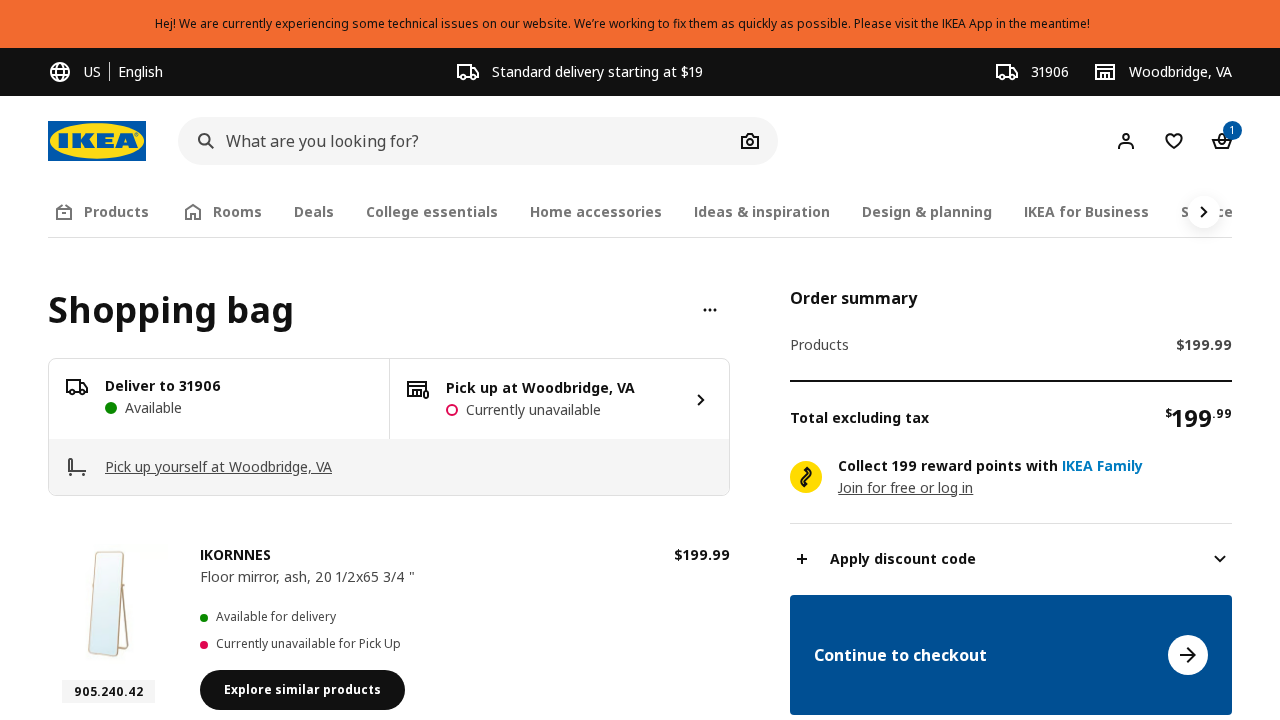 Hej! We are currently experiencing some technical issues on our website. We’re working to fix them as quickly as possible. Please visit the IKEA App in the meantime!
US English Standard delivery starting at $19 31906 Woodbridge, VA
IKEA What are you looking for? 1
Products Rooms Deals College essentials Home accessories Ideas & inspiration Design & planning IKEA for Business
Shopping bag
Deliver to 31906
Available
Pick up at Woodbridge, VA
Currently unavailable
Pick up yourself at Woodbridge, VA
IKORNNES $199.99
Floor mirror, ash, 20 1/2x65 3/4 "
Available for delivery
Currently unavailable for Pick Up
905.240.42
Explore similar products
Order summary
Products $199.99
Total excluding tax $199.99
Collect 199 reward points with IKEA Family
Join for free or log in
Apply discount code
Continue to checkout